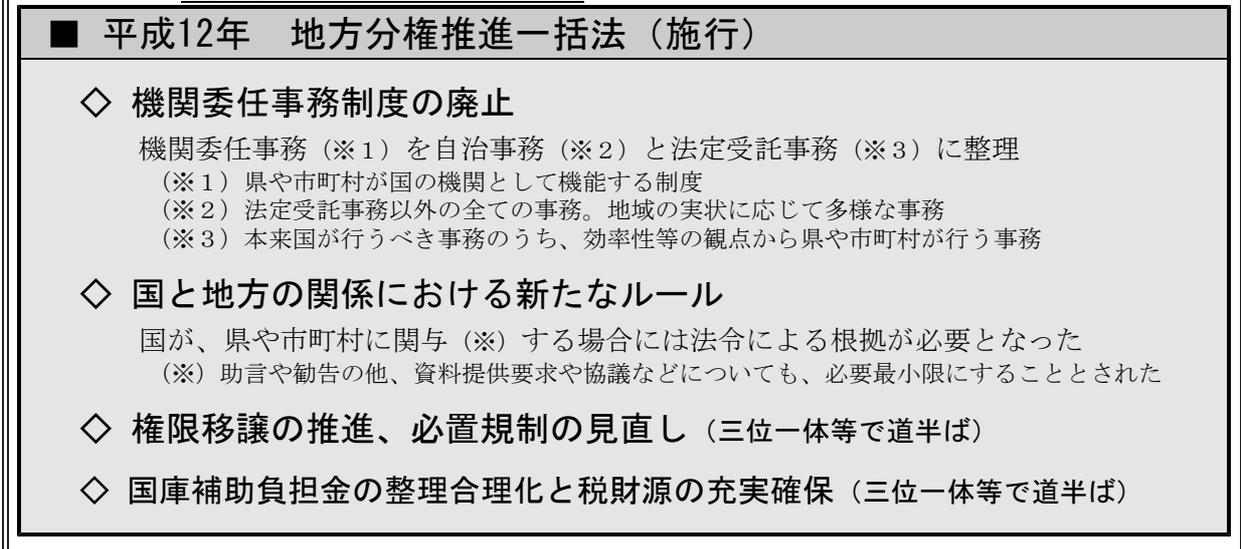 ■ 平成12年　地方分権推進一括法（施行）
◇ 機関委任事務制度の廃止
機関委任事務（※１）を自治事務（※２）と法定受託事務（※３）に整理
（※１）県や市町村が国の機関として機能する制度
（※２）法定受託事務以外の全ての事務。地域の実状に応じて多様な事務
（※３）本来国が行うべき事務のうち、効率性等の観点から県や市町村が行う事務
◇ 国と地方の関係における新たなルール
国が、県や市町村に関与（※）する場合には法令による根拠が必要となった
（※）助言や勧告の他、資料提供要求や協議などについても、必要最小限にすることとされた
◇ 権限移譲の推進、必置規制の見直し（三位一体等で道半ば）
◇ 国庫補助負担金の整理合理化と税財源の充実確保（三位一体等で道半ば）